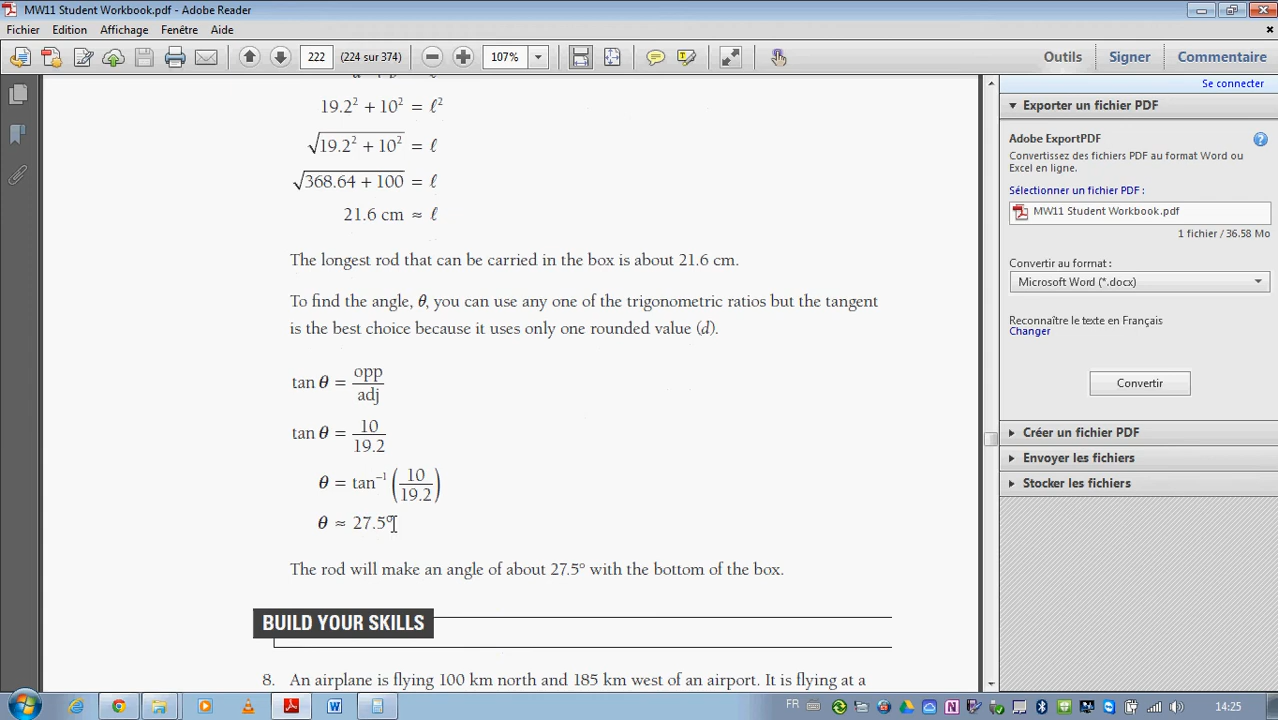 MW11 Student Workbook.pdf - Adobe Reader
Fichier Edition Affichage Fenêtre Aide
222 (224 sur 374) 107% Outils Signer Commentaire
Se connecter
19.2² + 10² = ℓ²
√(19.2² + 10²) = ℓ
√(368.64 + 100) = ℓ
21.6 cm ≈ ℓ
The longest rod that can be carried in the box is about 21.6 cm.
To find the angle, θ, you can use any one of the trigonometric ratios but the tangent
is the best choice because it uses only one rounded value (d).
tan θ = opp/adj
tan θ = 10/19.2
θ = tan⁻¹ (10/19.2)
θ ≈ 27.5°
The rod will make an angle of about 27.5° with the bottom of the box.
BUILD YOUR SKILLS
8. An airplane is flying 100 km north and 185 km west of an airport. It is flying at a
Exporter un fichier PDF
Adobe ExportPDF
Convertissez des fichiers PDF au format Word ou
Excel en ligne.
Sélectionner un fichier PDF :
MW11 Student Workbook.pdf
1 fichier / 36.58 Mo
Convertir au format :
Microsoft Word (*.docx)
Reconnaître le texte en Français
Changer
Convertir
Créer un fichier PDF
Envoyer les fichiers
Stocker les fichiers
FR 14:25